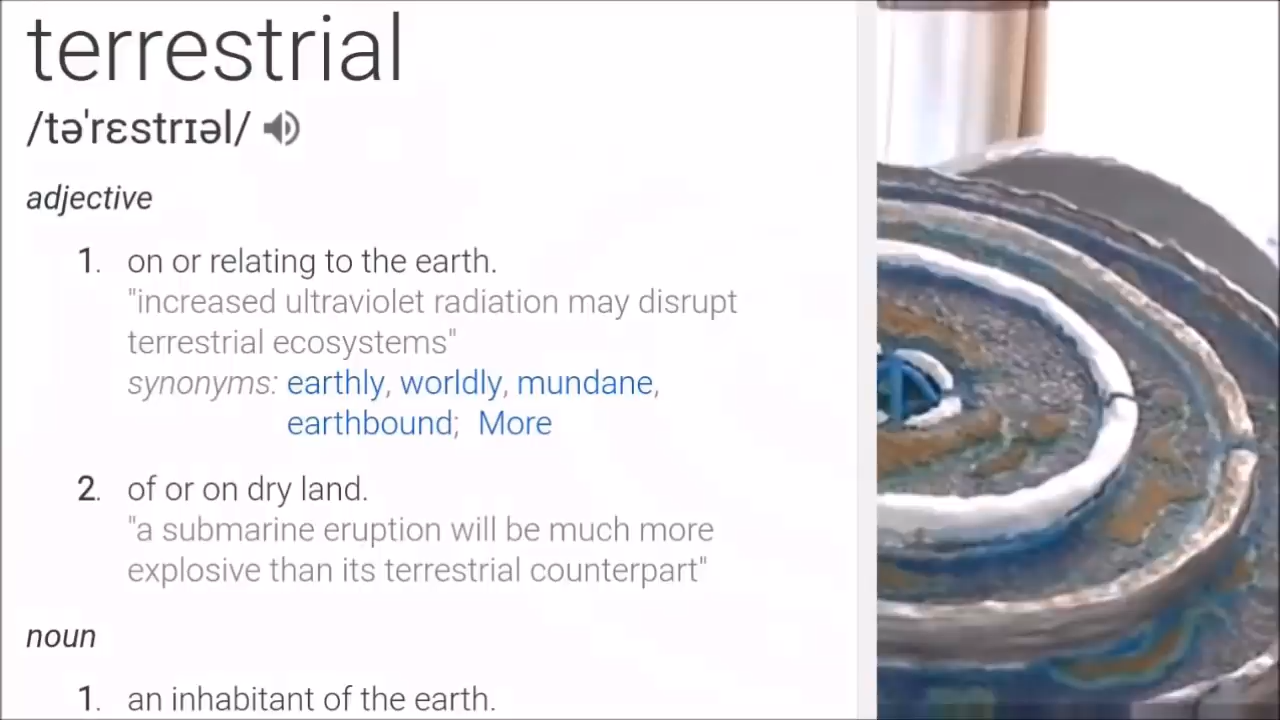 terrestrial
/təˈrɛstrɪəl/
adjective
1. on or relating to the earth.
"increased ultraviolet radiation may disrupt
terrestrial ecosystems"
synonyms: earthly, worldly, mundane,
earthbound; More
2. of or on dry land.
"a submarine eruption will be much more
explosive than its terrestrial counterpart"
noun
1. an inhabitant of the earth.